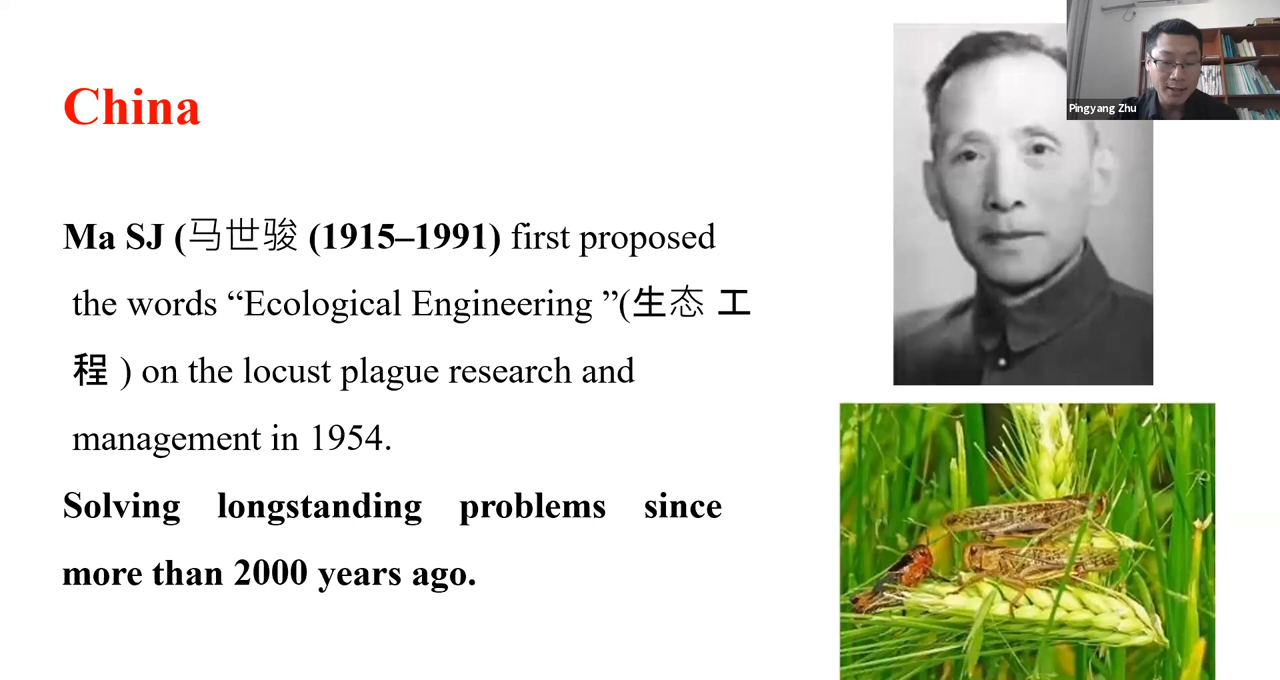 China
Pingyang Zhu
Ma SJ (马世骏 (1915–1991) first proposed
the words “Ecological Engineering ”(生态 工
程 ) on the locust plague research and
management in 1954.
Solving longstanding problems since
more than 2000 years ago.